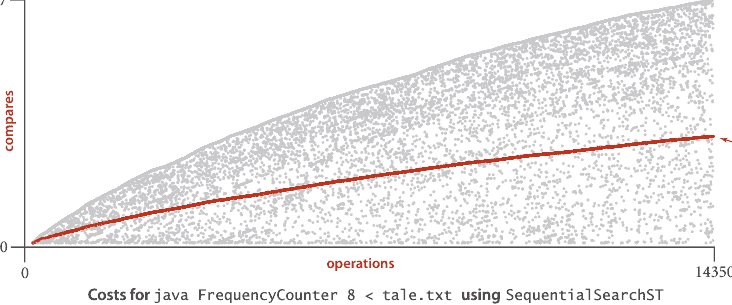 compares
0
operations
0
14350
Costs for java FrequencyCounter 8 < tale.txt using SequentialSearchST